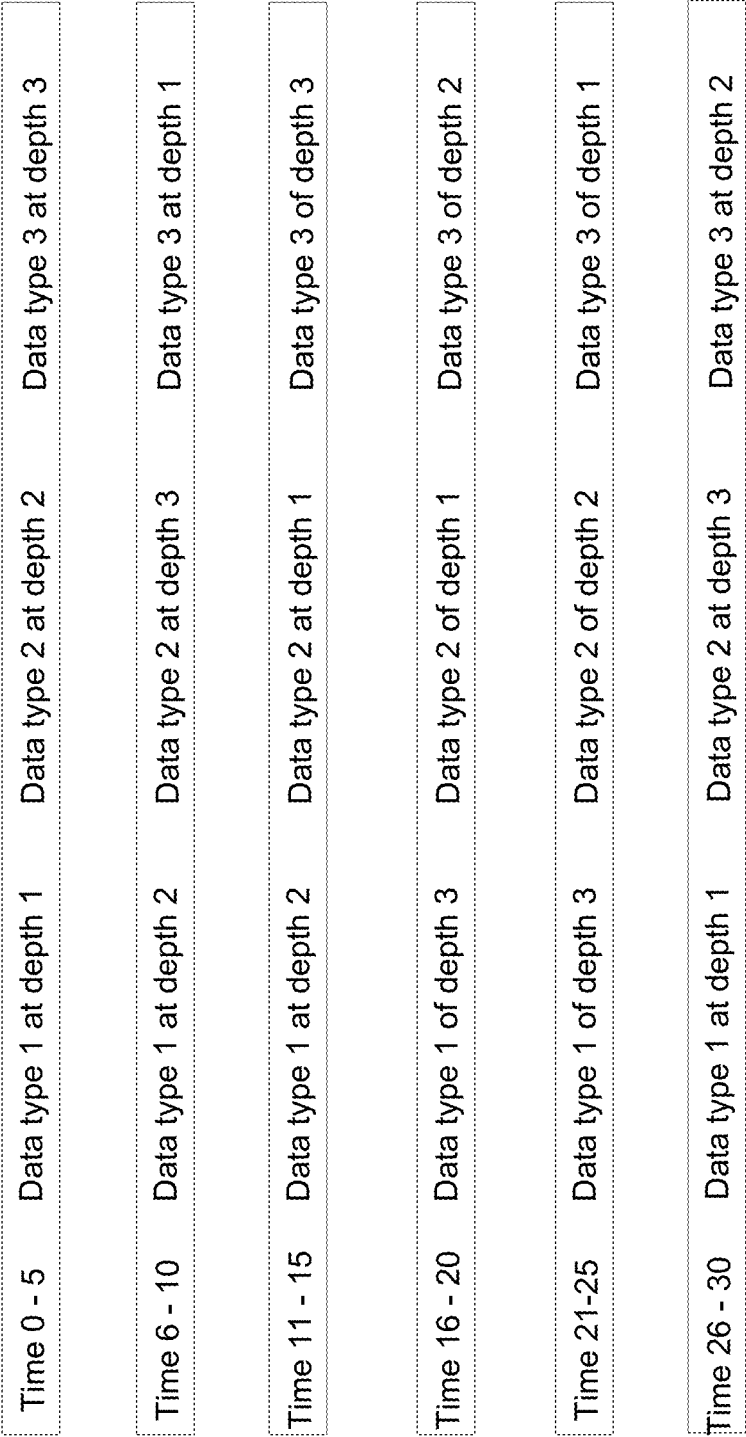 Time 0 - 5 Data type 1 at depth 1 Data type 2 at depth 2 Data type 3 at depth 3
Time 6 - 10 Data type 1 at depth 2 Data type 2 at depth 3 Data type 3 at depth 1
Time 11 - 15 Data type 1 at depth 2 Data type 2 at depth 1 Data type 3 of depth 3
Time 16 - 20 Data type 1 of depth 3 Data type 2 of depth 1 Data type 3 of depth 2
Time 21-25 Data type 1 of depth 3 Data type 2 of depth 2 Data type 3 of depth 1
Time 26 - 30 Data type 1 at depth 1 Data type 2 at depth 3 Data type 3 at depth 2